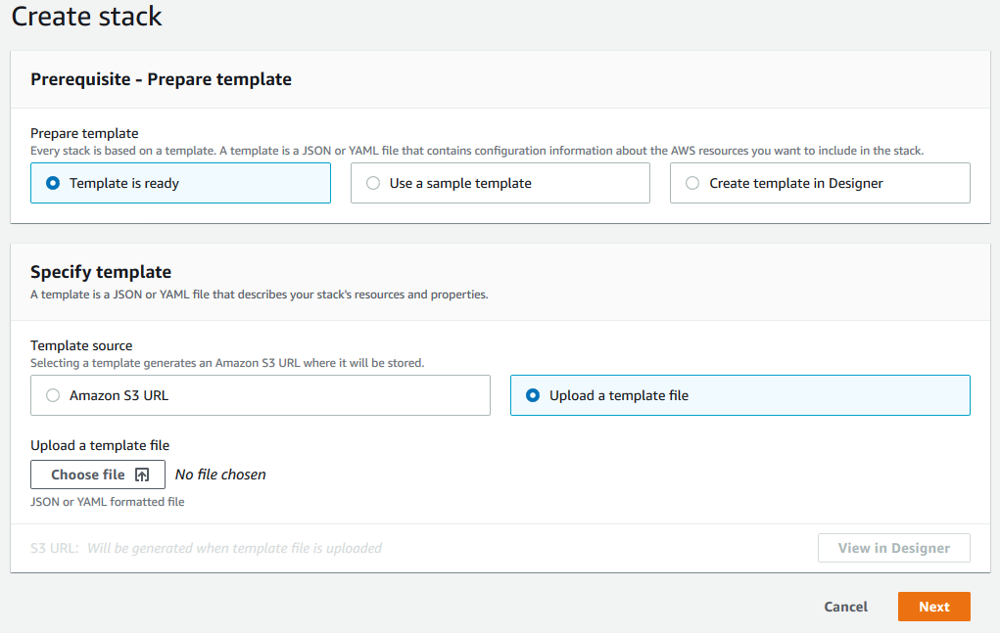 Create stack
Prerequisite - Prepare template
Prepare template
Every stack is based on a template. A template is a JSON or YAML file that contains configuration information about the AWS resources you want to include in the stack.
Template is ready
Use a sample template
Create template in Designer
Specify template
A template is a JSON or YAML file that describes your stack's resources and properties.
Template source
Selecting a template generates an Amazon S3 URL where it will be stored.
Amazon S3 URL
Upload a template file
Upload a template file
Choose file
No file chosen
JSON or YAML formatted file
S3 URL: Will be generated when template file is uploaded
View in Designer
Cancel
Next